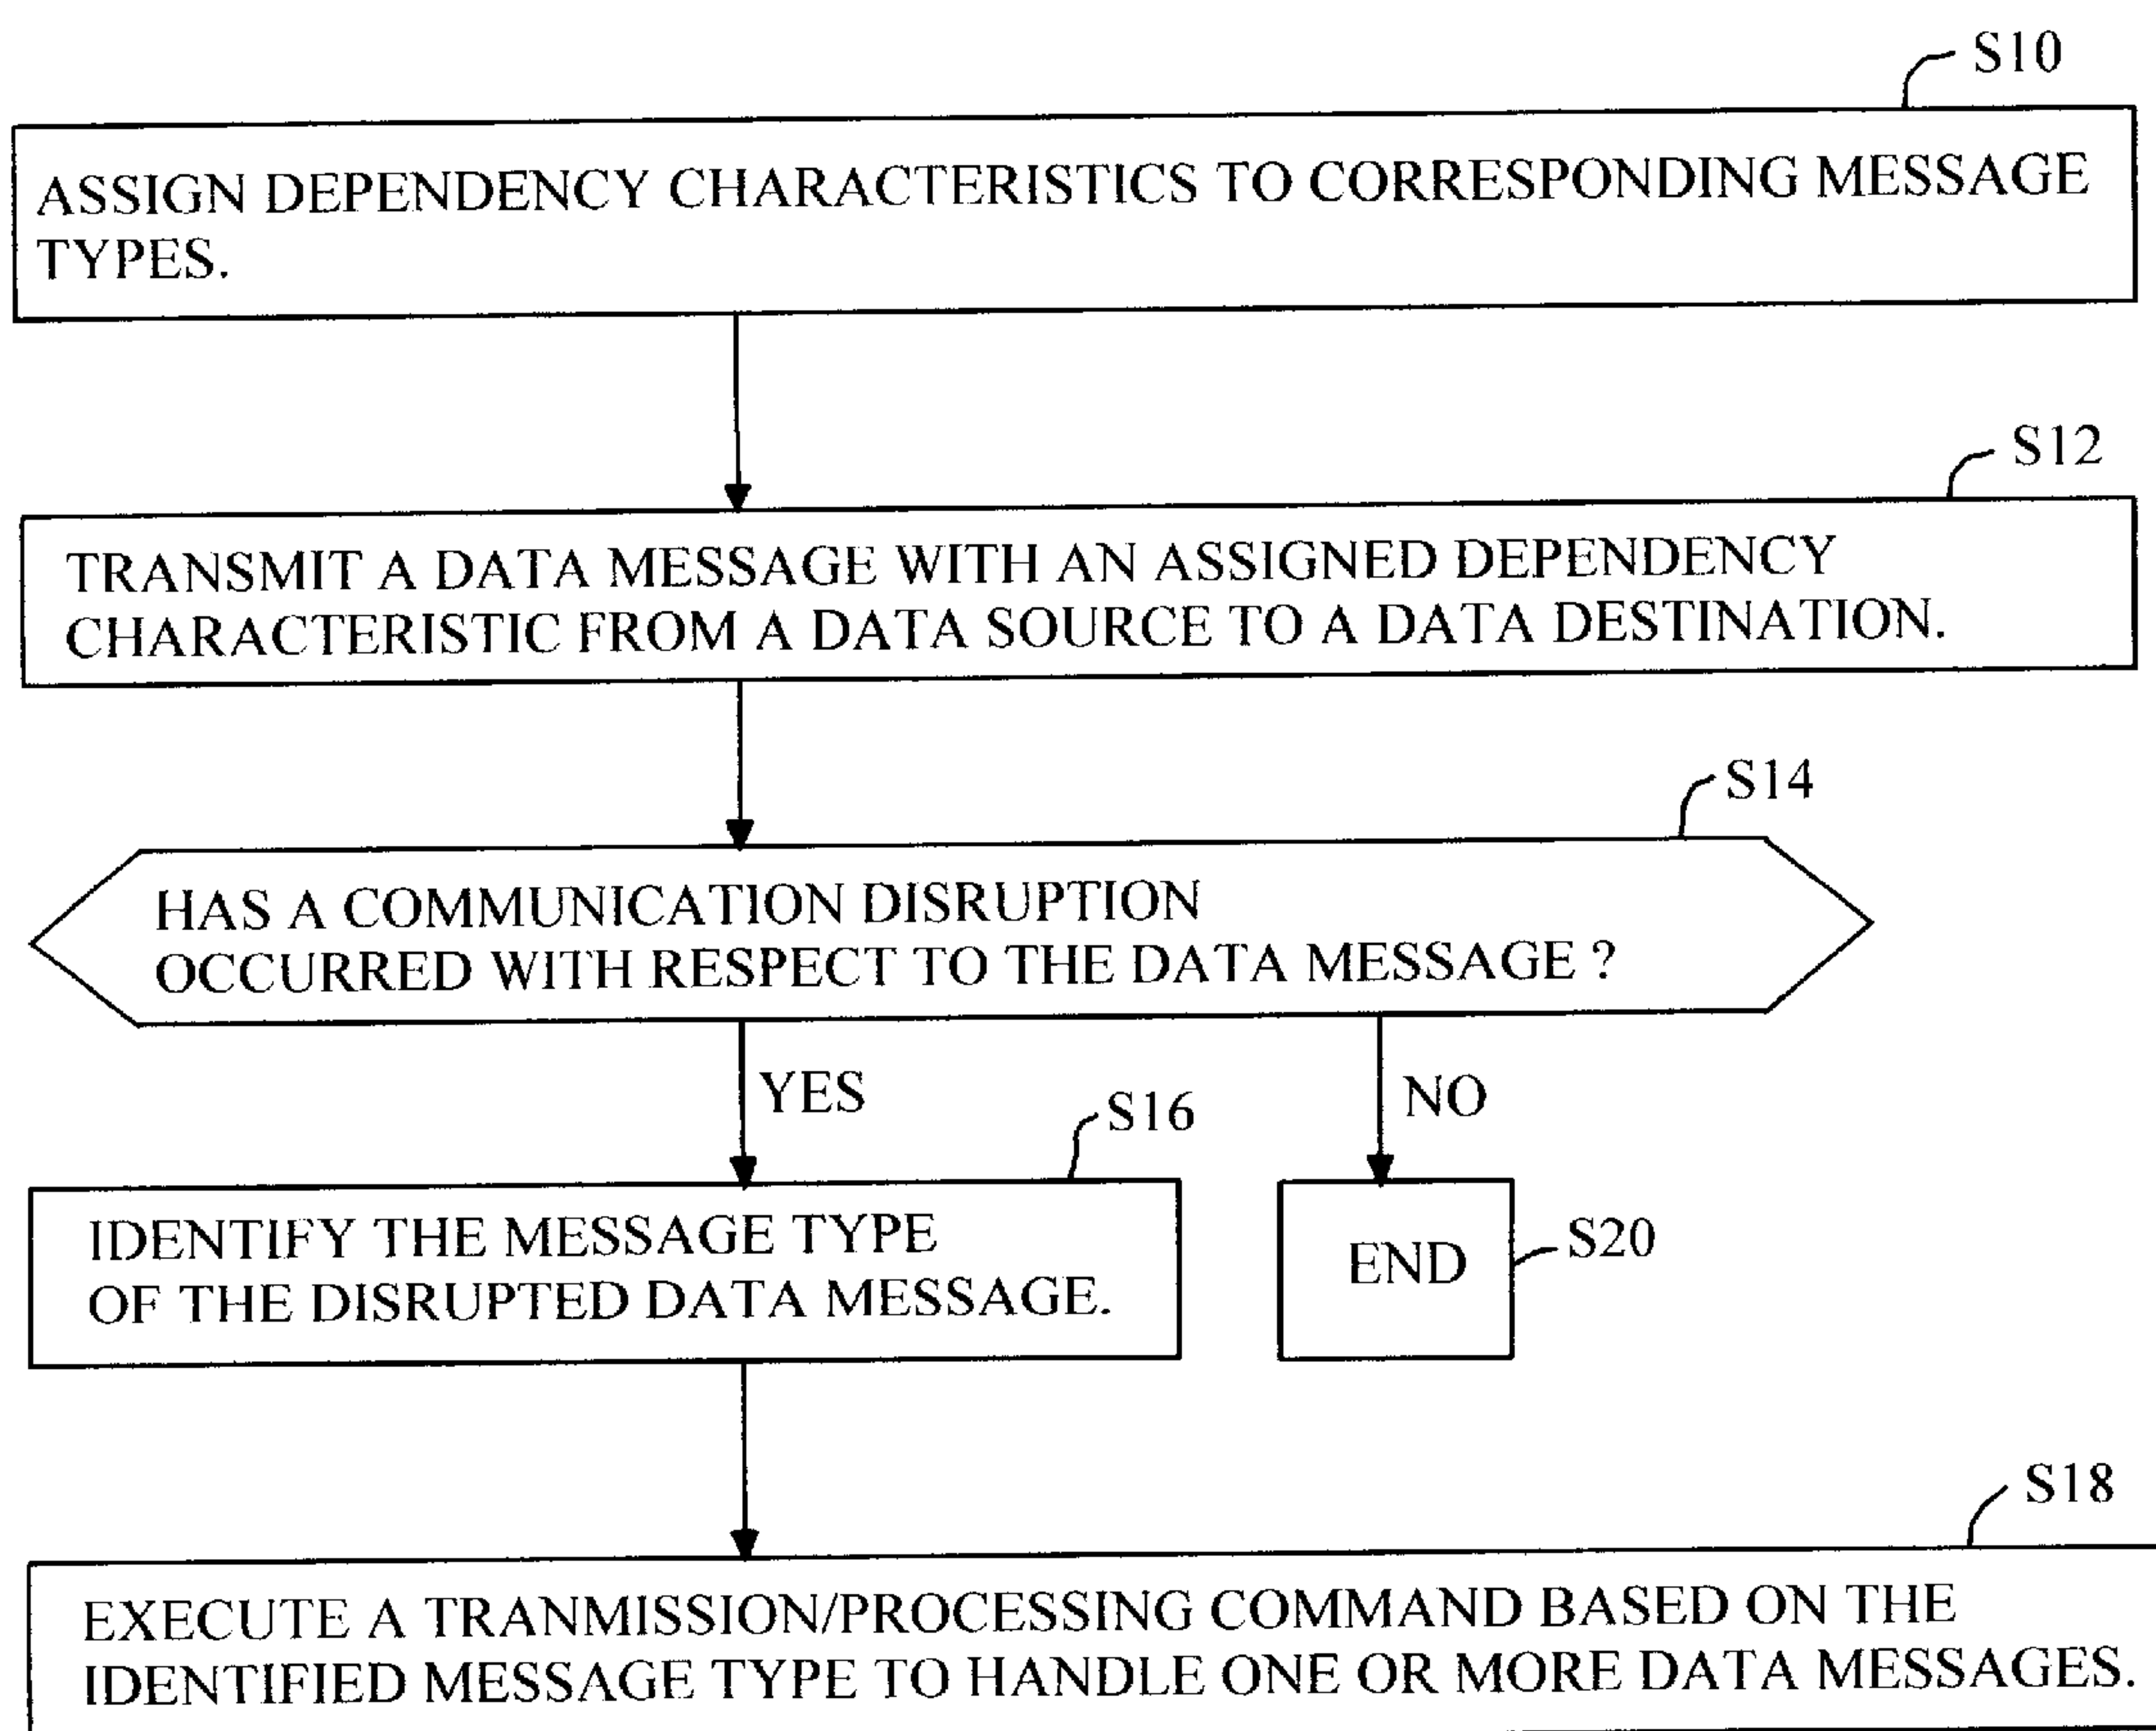 S10
ASSIGN DEPENDENCY CHARACTERISTICS TO CORRESPONDING MESSAGE
TYPES.
S12
TRANSMIT A DATA MESSAGE WITH AN ASSIGNED DEPENDENCY
CHARACTERISTIC FROM A DATA SOURCE TO A DATA DESTINATION.
S14
HAS A COMMUNICATION DISRUPTION
OCCURRED WITH RESPECT TO THE DATA MESSAGE ?
YES
NO
S16
IDENTIFY THE MESSAGE TYPE
OF THE DISRUPTED DATA MESSAGE.
END
S20
S18
EXECUTE A TRANMISSION/PROCESSING COMMAND BASED ON THE
IDENTIFIED MESSAGE TYPE TO HANDLE ONE OR MORE DATA MESSAGES.